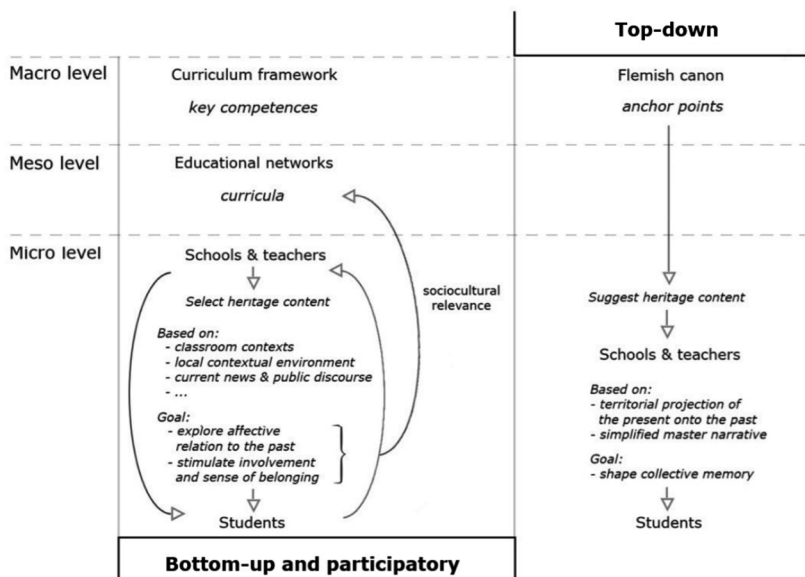 Top-down
Macro level
Curriculum framework
key competences
Flemish canon
anchor points
Meso level
Educational networks
curricula
Micro level
Schools & teachers
Select heritage content
Based on:
- classroom contexts
- local contextual environment
- current news & public discourse
- ...
Goal:
- explore affective
relation to the past
- stimulate involvement
and sense of belonging
Students
sociocultural
relevance
Suggest heritage content
Schools & teachers
Based on:
- territorial projection of
the present onto the past
- simplified master narrative
Goal:
- shape collective memory
Students
Bottom-up and participatory